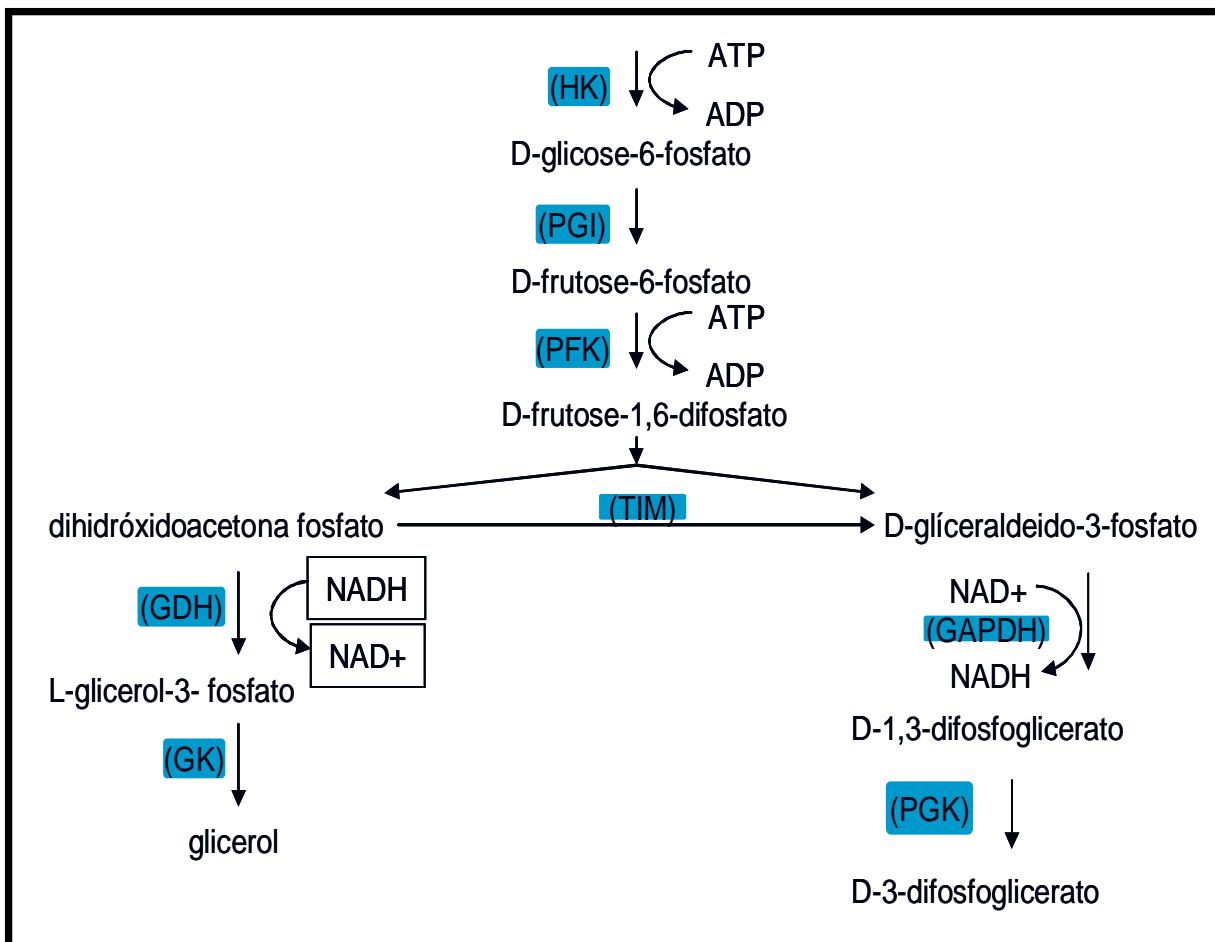 ATP
(HK)
ADP
D-glicose-6-fosfato
(PGI)
D-frutose-6-fosfato
ATP
(PFK)
ADP
D-frutose-1,6-difosfato
(TIM)
dihidróxidoacetona fosfato
D-glíceraldeido-3-fosfato
(GDH)
NADH
NAD+
L-glicerol-3- fosfato
(GK)
glicerol
NAD+
(GAPDH)
NADH
D-1,3-difosfoglicerato
(PGK)
D-3-difosfoglicerato